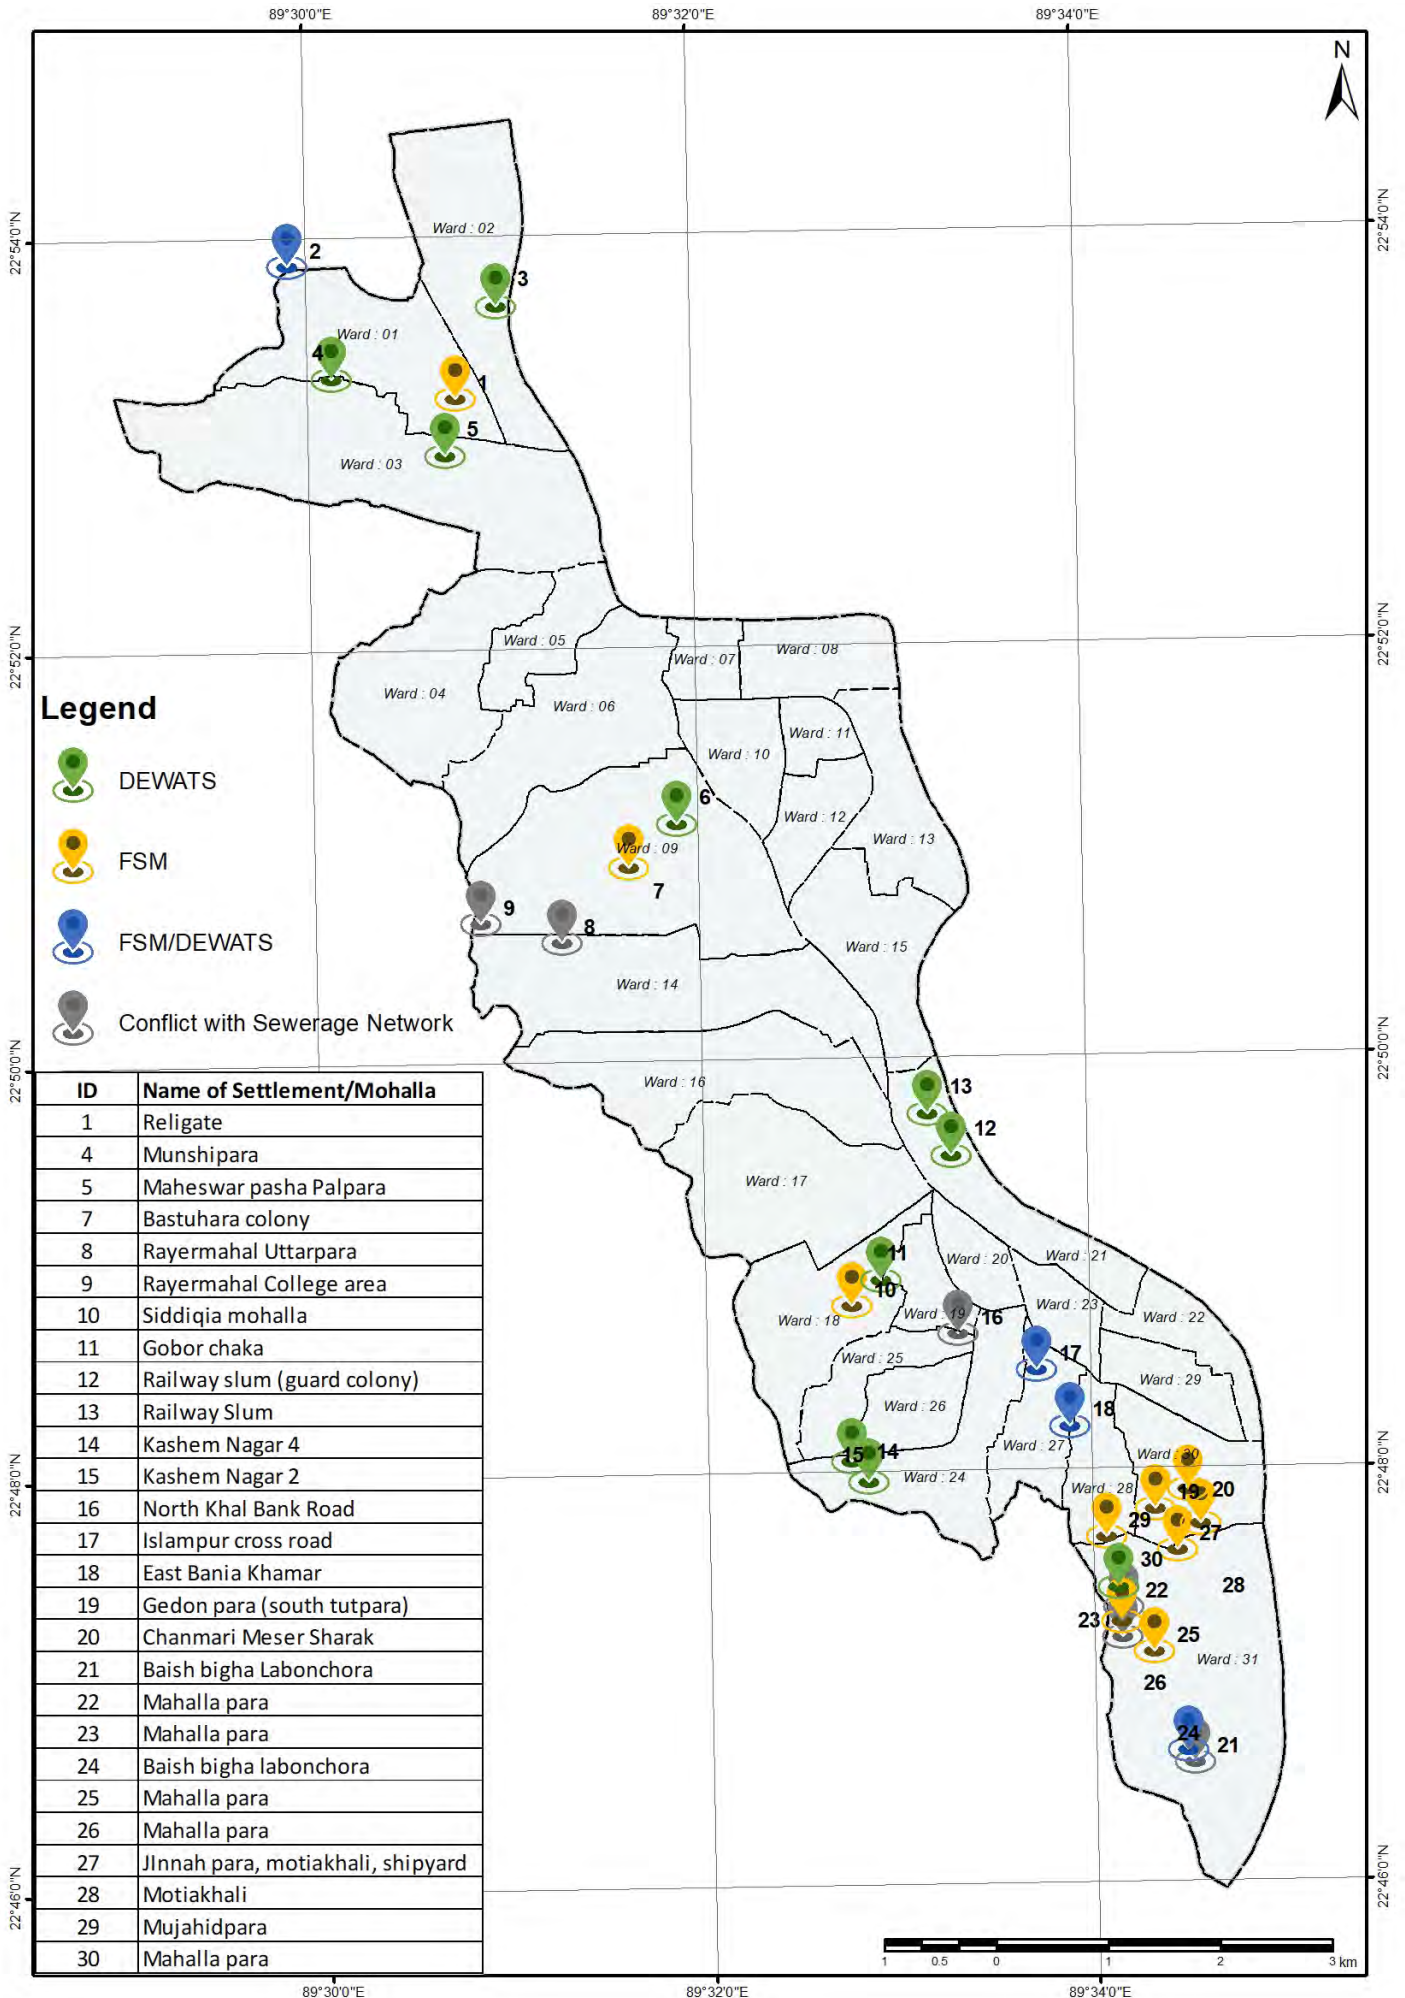 89°30'0"E 89°32'0"E 89°34'0"E
N
22°54'0"N 22°54'0"N
Ward : 02
2
3
Ward : 01
4
1
5
Ward : 03
22°52'0"N 22°52'0"N
Ward : 05
Ward : 07
Ward : 08
Ward : 04
Ward : 06
Ward : 11
Ward : 10
6
Ward : 12
Ward : 13
Ward : 09
7
9
8
Ward : 15
Ward : 14
Legend
DEWATS
FSM
FSM/DEWATS
Conflict with Sewerage Network
22°50'0"N 22°50'0"N
Ward : 16
13
12
Ward : 17
11
Ward : 20
Ward : 21
10
Ward : 18
Ward : 19
16
Ward : 23
Ward : 22
17
Ward : 25
Ward : 29
Ward : 26
18
Ward : 27
15
14
Ward : 24
Ward : 30
22°48'0"N 22°48'0"N
Ward : 28
19
20
29
27
30
22
28
23
25
Ward : 31
26
24
21
ID Name of Settlement/Mohalla
1 Religate
4 Munshipara
5 Maheswar pasha Palpara
7 Bastuhara colony
8 Rayermahal Uttarpara
9 Rayermahal College area
10 Siddiqia mohalla
11 Gobor chaka
12 Railway slum (guard colony)
13 Railway Slum
14 Kashem Nagar 4
15 Kashem Nagar 2
16 North Khal Bank Road
17 Islampur cross road
18 East Bania Khamar
19 Gedon para (south tutpara)
20 Chanmari Meser Sharak
21 Baish bigha Labonchora
22 Mahalla para
23 Mahalla para
24 Baish bigha labonchora
25 Mahalla para
26 Mahalla para
27 JInnah para, motiakhali, shipyard
28 Motiakhali
29 Mujahidpara
30 Mahalla para
22°46'0"N 22°46'0"N
1 0.5 0 1 2 3 km
89°30'0"E 89°32'0"E 89°34'0"E